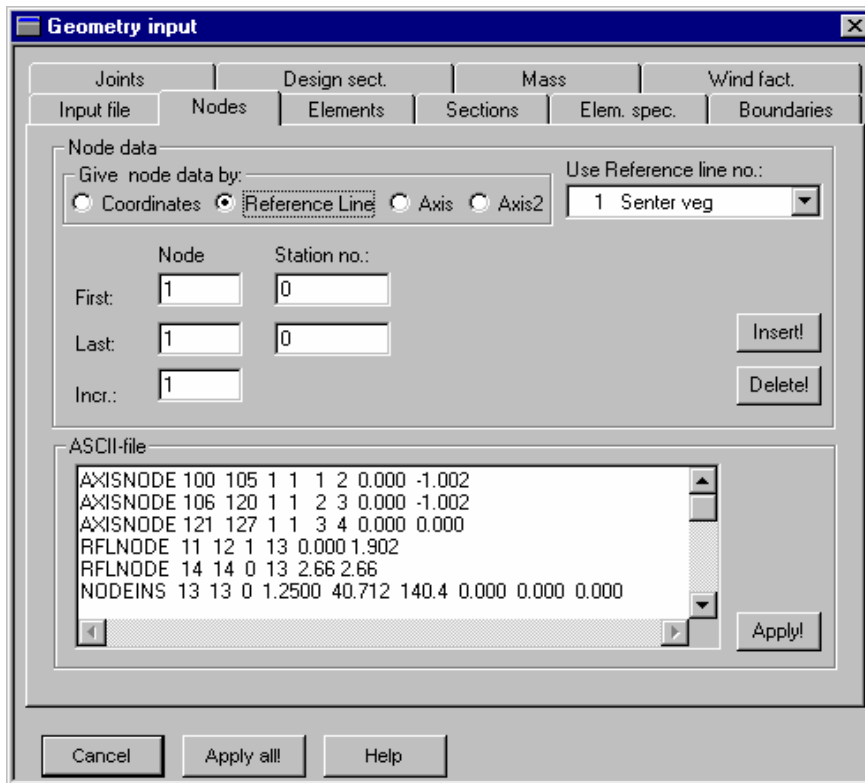 Geometry input
Joints Design sect. Mass Wind fact.
Input file Nodes Elements Sections Elem. spec. Boundaries
Node data
Give node data by:
Coordinates Reference Line Axis Axis2
Use Reference line no.:
1 Senter veg
Node Station no.:
First: 1 0
Last: 1 0
Incr.: 1
Insert!
Delete!
ASCII-file
AXISNODE 100 105 1 1 1 2 0.000 -1.002
AXISNODE 106 120 1 1 2 3 0.000 -1.002
AXISNODE 121 127 1 1 3 4 0.000 0.000
RFLNODE 11 12 1 13 0.000 1.902
RFLNODE 14 14 0 13 2.66 2.66
NODEINS 13 13 0 1.2500 40.712 140.4 0.000 0.000 0.000
Apply!
Cancel Apply all! Help